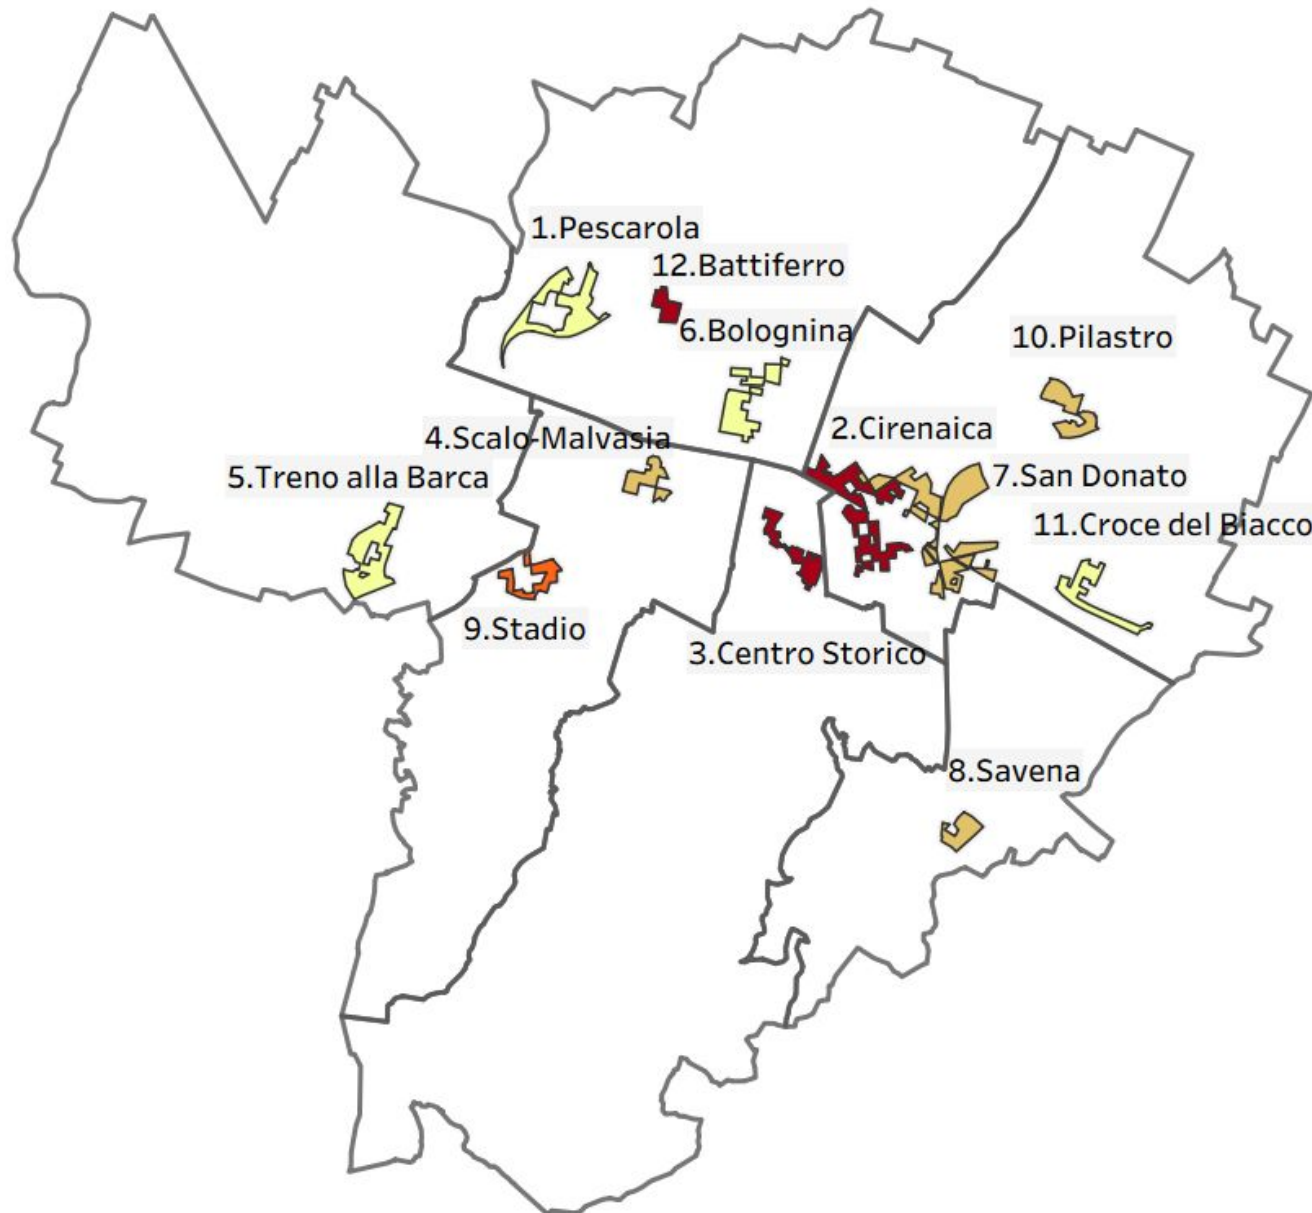 1.Pescarola
12.Battiferro
6.Bolognina
10.Pilastro
2.Cirenaica
4.Scalo-Malvasia
5.Treno alla Barca
7.San Donato
11.Croce del Biacco
9.Stadio
3.Centro Storico
8.Savena